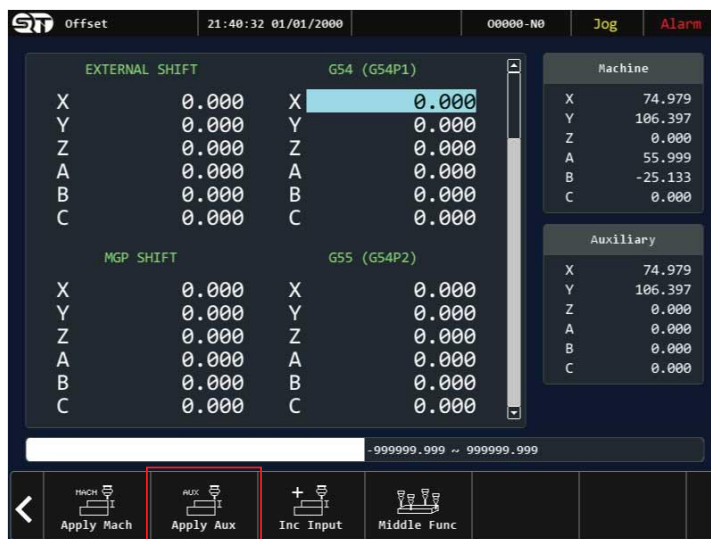 ST Offset 21:40:32 01/01/2000 O0000-N0 Jog Alarm
EXTERNAL SHIFT G54 (G54P1)
X 0.000 X 0.000
Y 0.000 Y 0.000
Z 0.000 Z 0.000
A 0.000 A 0.000
B 0.000 B 0.000
C 0.000 C 0.000
MGP SHIFT G55 (G54P2)
X 0.000 X 0.000
Y 0.000 Y 0.000
Z 0.000 Z 0.000
A 0.000 A 0.000
B 0.000 B 0.000
C 0.000 C 0.000
Machine
X 74.979
Y 106.397
Z 0.000
A 55.999
B -25.133
C 0.000
Auxiliary
X 74.979
Y 106.397
Z 0.000
A 0.000
B 0.000
C 0.000
-999999.999 ~ 999999.999
MACH AUX
Apply Mach Apply Aux Inc Input Middle Func